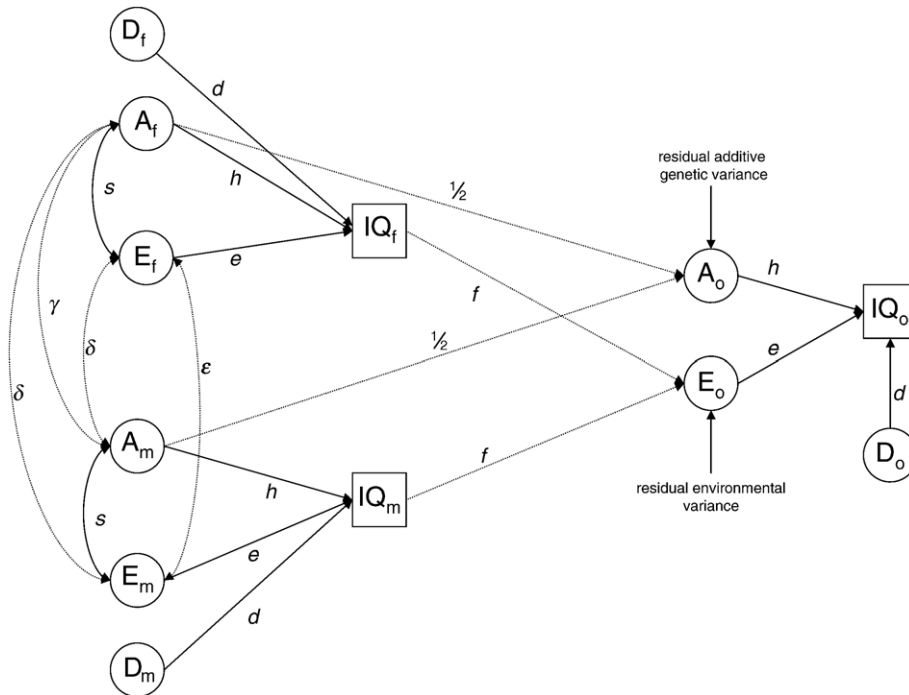 D_f
d
A_f
½
residual additive
genetic variance
s
h
IQ_f
E_f
e
A_o
h
γ
f
IQ_o
δ
ε
½
e
δ
E_o
d
A_m
f
h
D_o
IQ_m
residual environmental
variance
s
e
E_m
d
D_m